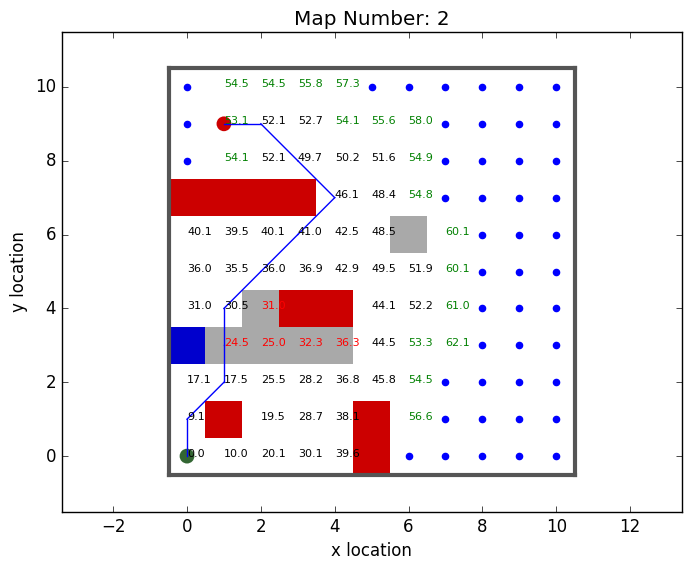 Map Number: 2
10
54.5 54.5 55.8 57.3
53.1 52.1 52.7 54.1 55.6 58.0
8
54.1 52.1 49.7 50.2 51.6 54.9
46.1 48.4 54.8
6
40.1 39.5 40.1 41.0 42.5 48.5 60.1
36.0 35.5 36.0 36.9 42.9 49.5 51.9 60.1
4
31.0 30.5 44.1 52.2 61.0
24.5 25.0 32.3 36.3 44.5 53.3 62.1
2
17.1 17.5 25.5 28.2 36.8 45.8 54.5
9.1 19.5 28.7 38.1 56.6
0
0.0 10.0 20.1 30.1 39.6
−2 0 2 4 6 8 10 12
x location
y location